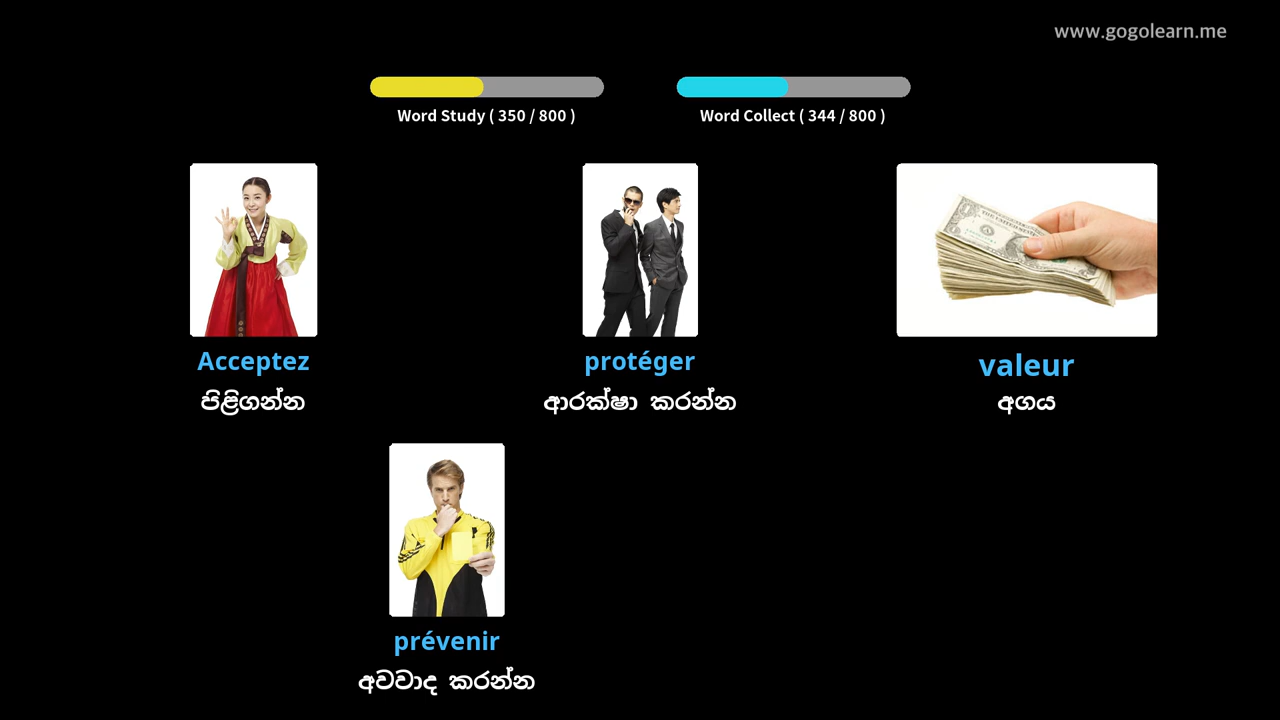 www.gogolearn.me
Word Study ( 350 / 800 )
Word Collect ( 344 / 800 )
Acceptez
පිළිගන්න
protéger
ආරක්ෂා කරන්න
valeur
අගය
prévenir
අවවාද කරන්න